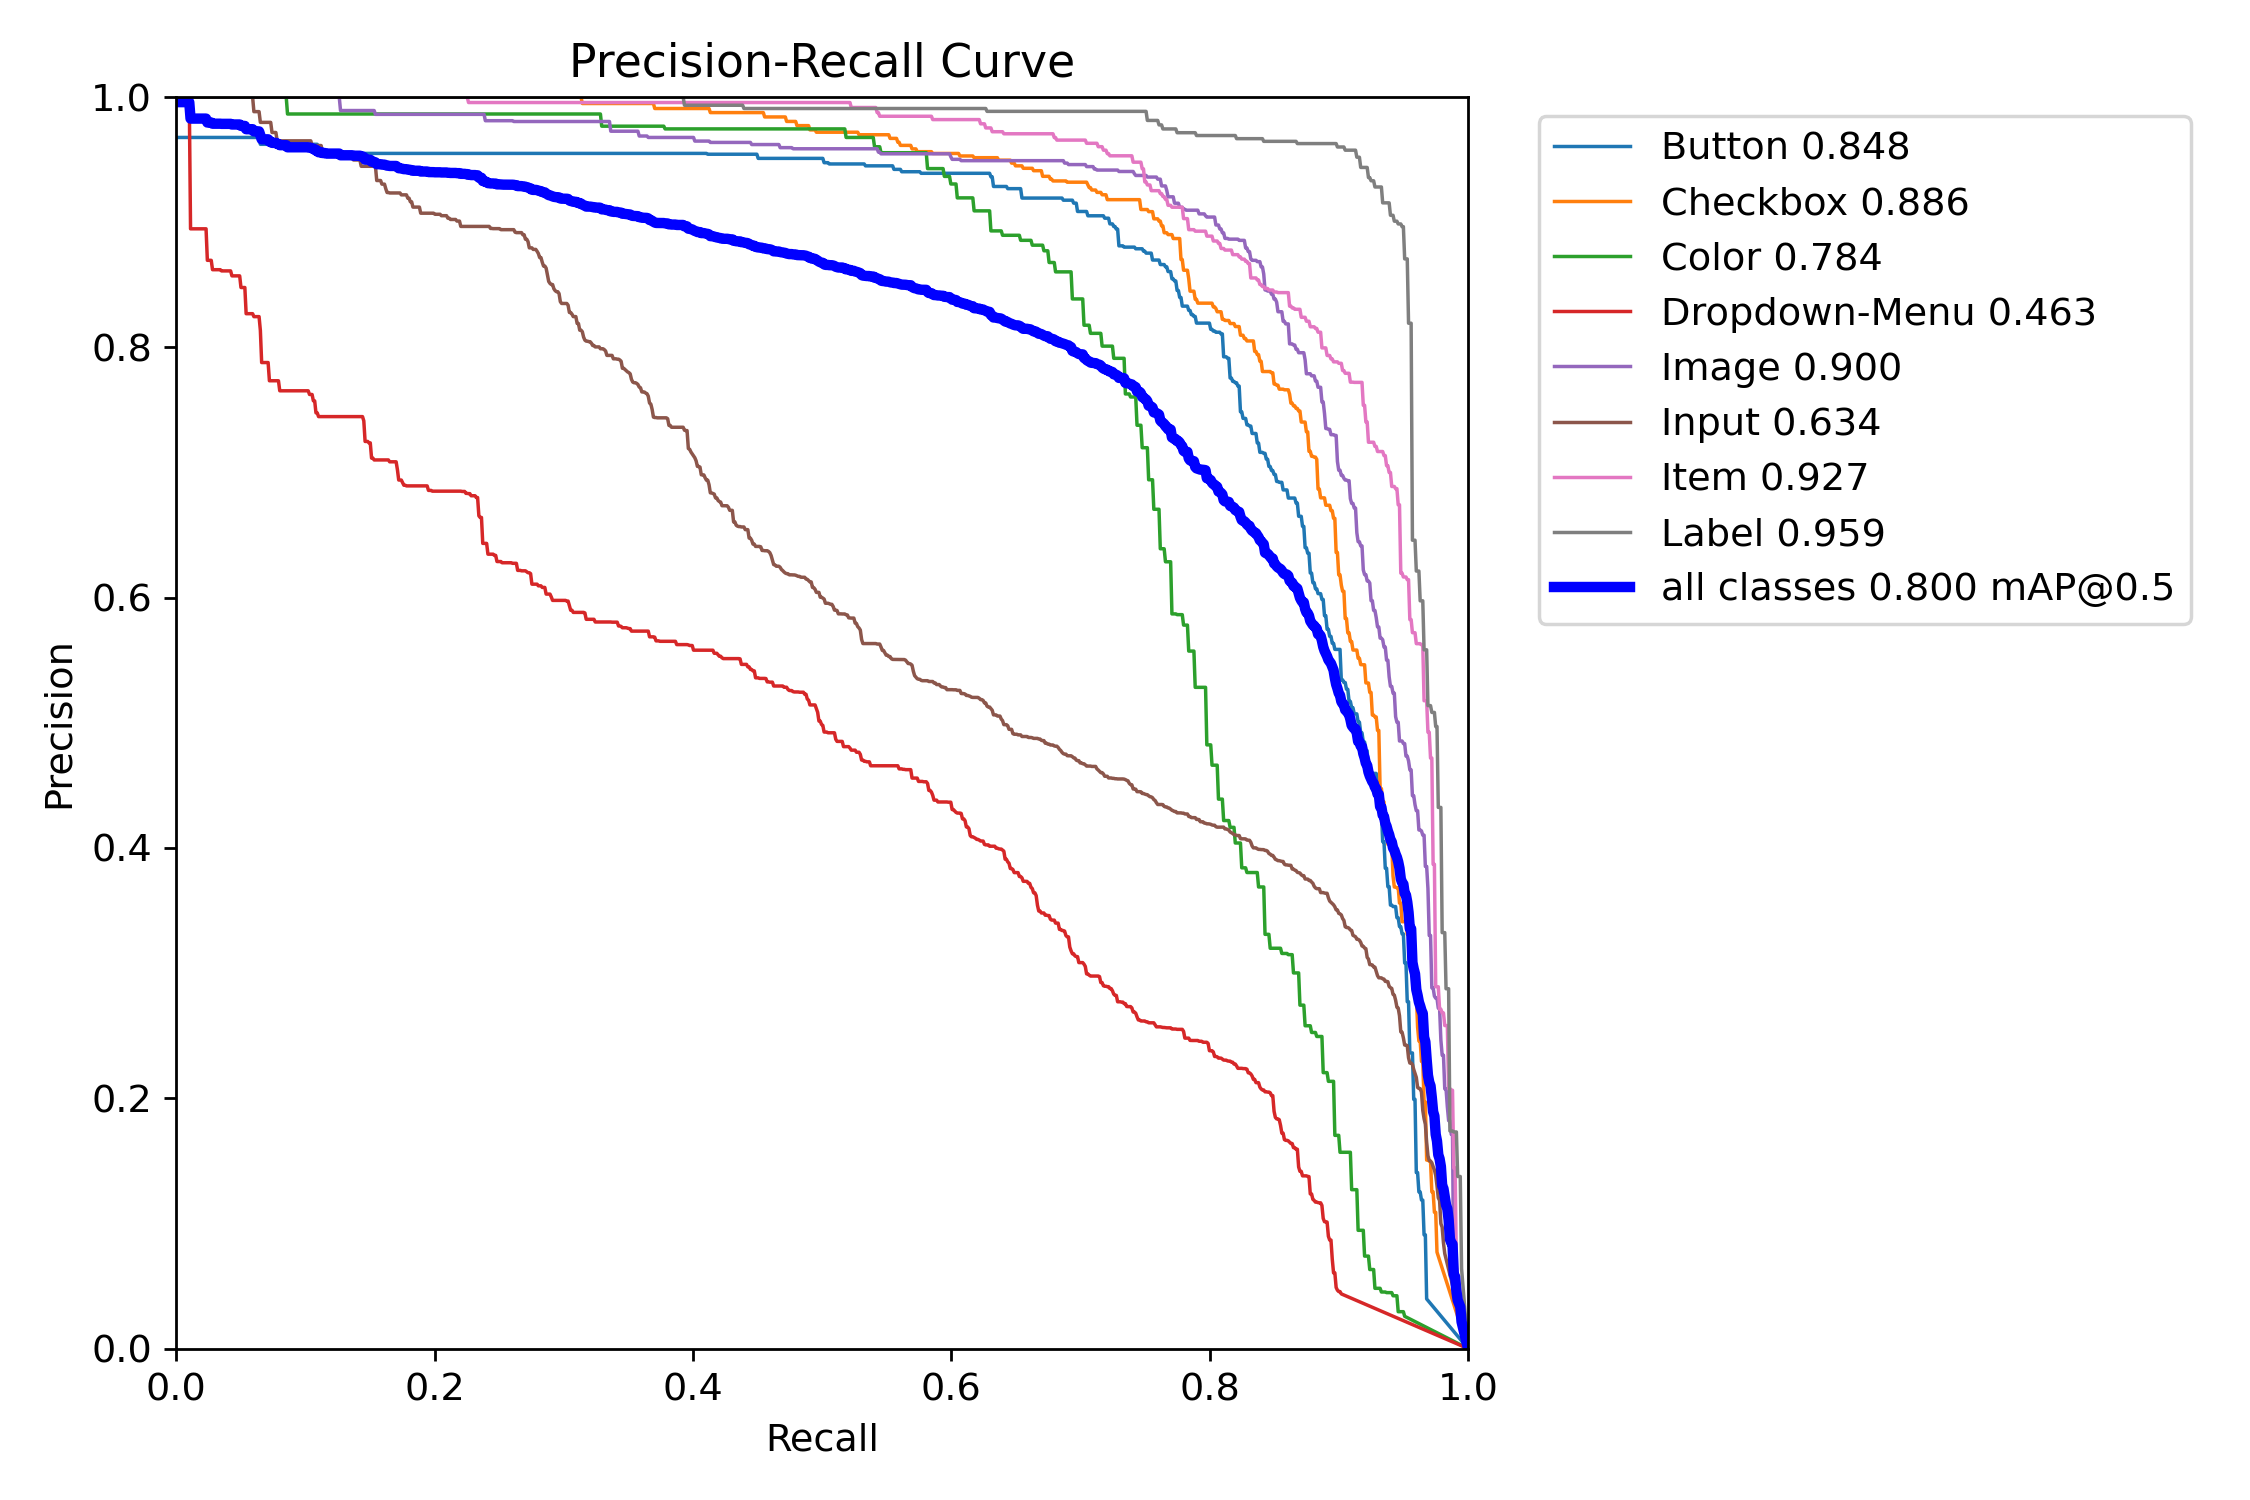 Precision-Recall Curve
1.0
0.8
0.6
0.4
0.2
0.0
Precision
0.0 0.2 0.4 0.6 0.8 1.0
Recall
Button 0.848
Checkbox 0.886
Color 0.784
Dropdown-Menu 0.463
Image 0.900
Input 0.634
Item 0.927
Label 0.959
all classes 0.800 mAP@0.5